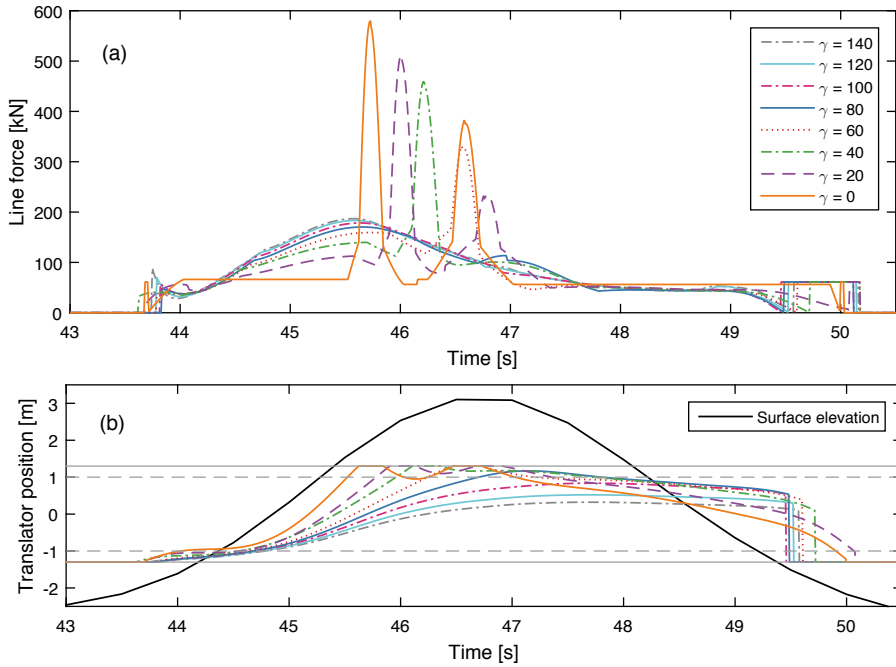 600
500
400
300
200
100
0
Line force [kN]
(a)
γ = 140
γ = 120
γ = 100
γ = 80
γ = 60
γ = 40
γ = 20
γ = 0
43 44 45 46 47 48 49 50
Time [s]
3
2
1
0
-1
-2
Translator position [m]
(b)
Surface elevation
43 44 45 46 47 48 49 50
Time [s]